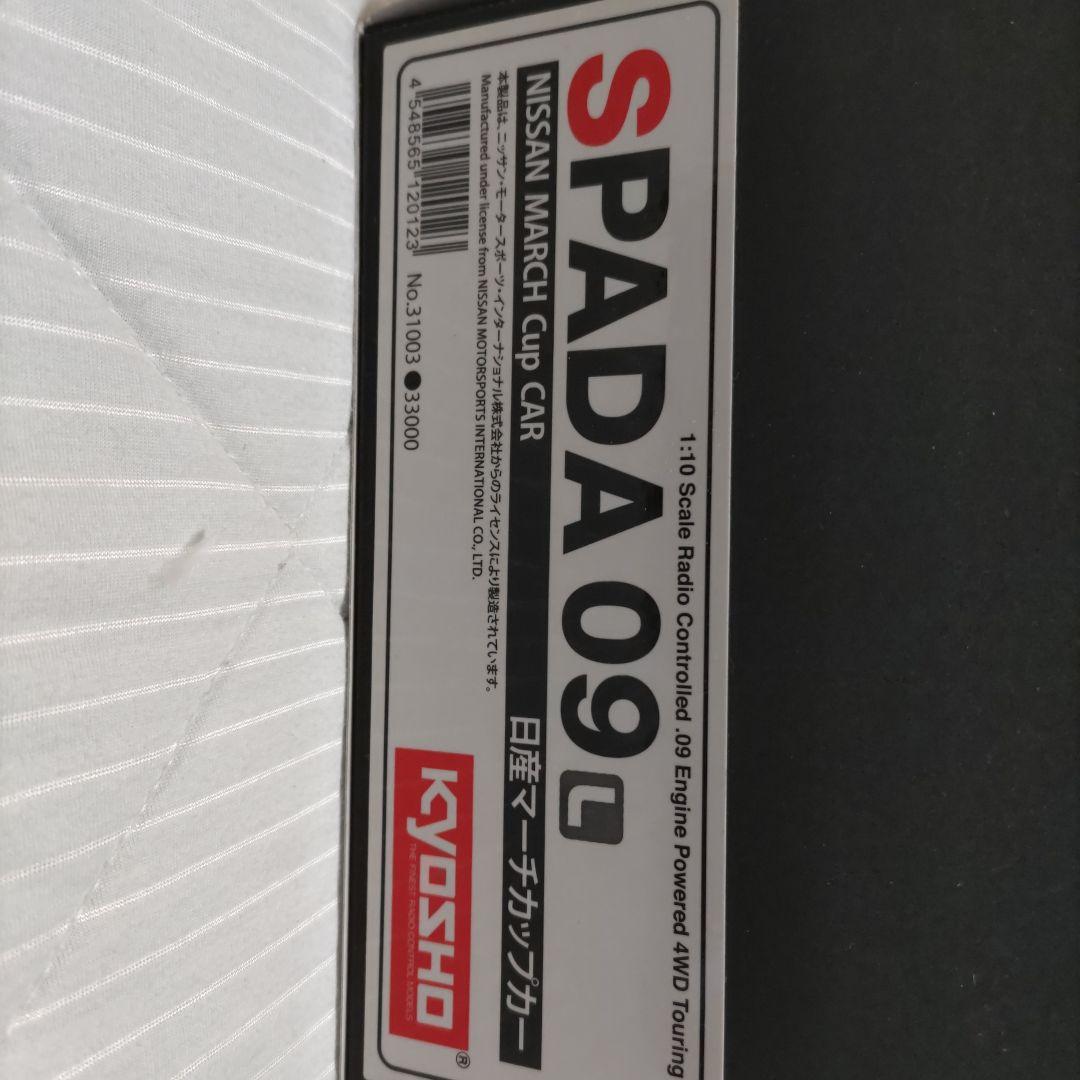 1:10 Scale Radio Controlled .09 Engine Powered 4WD Touring
SPADA 09 L
NISSAN MARCH Cup CAR 日産マーチカップカー
本製品は、ニッサン・モータースポーツ・インターナショナル株式会社からのライセンスにより製造されています。
Manufactured under license from NISSAN MOTORSPORTS INTERNATIONAL CO., LTD.
4 548565 120123 No.31003 ●33000
KYOSHO ®
THE FINEST RADIO CONTROL MODELS